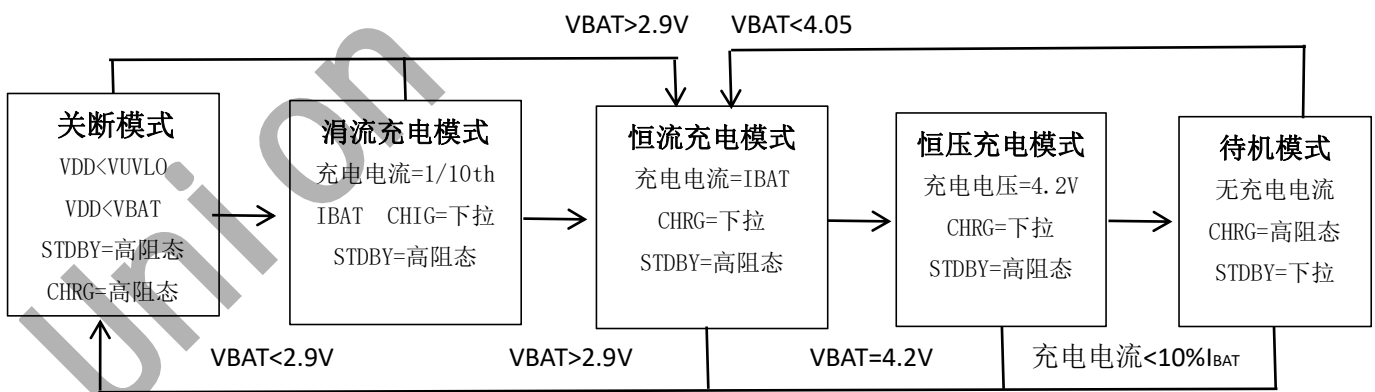 VBAT>2.9V VBAT<4.05
关断模式
VDD<VUVLO
VDD<VBAT
STDBY=高阻态
CHRG=高阻态
涓流充电模式
充电电流=1/10th
IBAT CHIG=下拉
STDBY=高阻态
恒流充电模式
充电电流=IBAT
CHRG=下拉
STDBY=高阻态
恒压充电模式
充电电压=4.2V
CHRG=下拉
STDBY=高阻态
待机模式
无充电电流
CHRG=高阻态
STDBY=下拉
VBAT<2.9V VBAT>2.9V VBAT=4.2V 充电电流<10%IBAT
Uni on